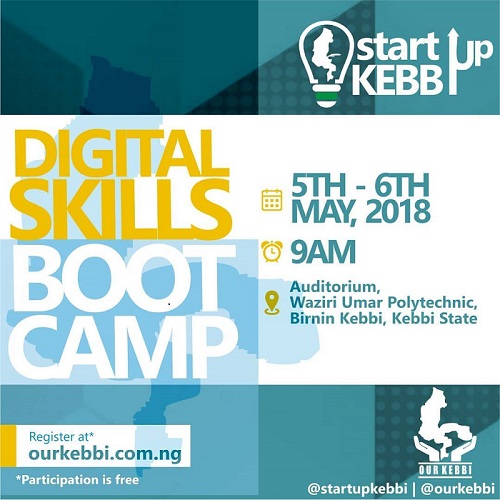 start up
KEBBI
DIGITAL
SKILLS
BOOT
CAMP
5TH - 6TH
MAY, 2018
9AM
Auditorium,
Waziri Umar Polytechnic,
Birnin Kebbi, Kebbi State
Register at*
ourkebbi.com.ng
*Participation is free
OUR KEBBI
@startupkebbi | @ourkebbi